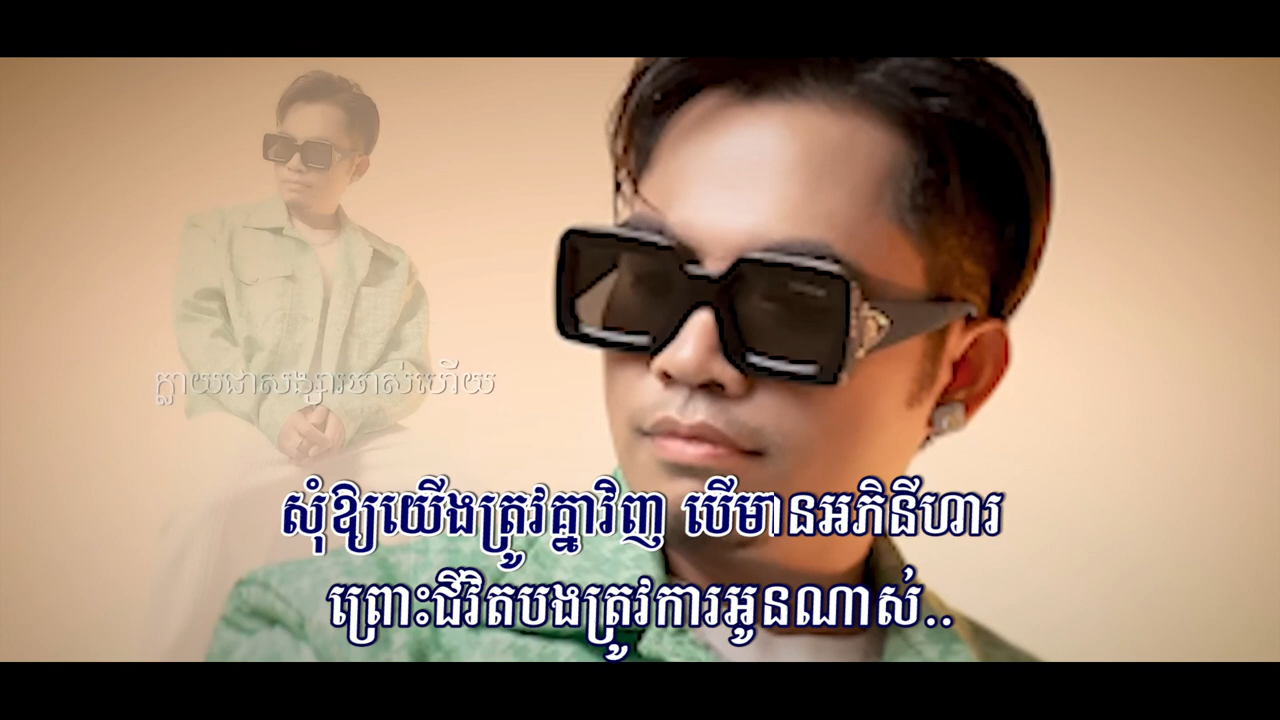 ក្លាយជាសង្សារចាស់ហើយ
សុំឱ្យយើងត្រូវគ្នាវិញ បើមានអភិនីហារ
ព្រោះជីវិតបងត្រូវការអូនណាស់..